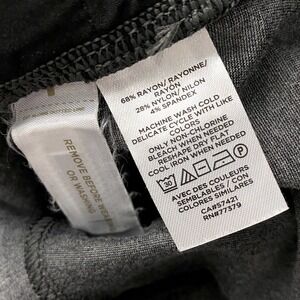 68% RAYON/ RAYONNE/
RAYON
28% NYLON/ NILÓN
4% SPANDEX
MACHINE WASH COLD
DELICATE CYCLE WITH LIKE
COLORS
ONLY NON-CHLORINE
BLEACH WHEN NEEDED
RESHAPE DRY FLAT
COOL IRON WHEN NEEDED
30
AVEC DES COULEURS
SEMBLABLES/ CON
COLORES SIMILARES
CA#57421
RN#77379
REMOVE BEFORE WEARING
OR WASHING